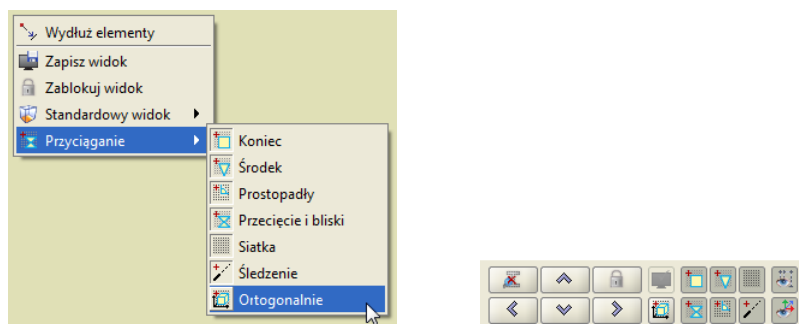 Wydłuż elementy
Zapisz widok
Zablokuj widok
Standardowy widok
Przyciąganie
Koniec
Środek
Prostopadły
Przecięcie i bliski
Siatka
Śledzenie
Ortogonalnie